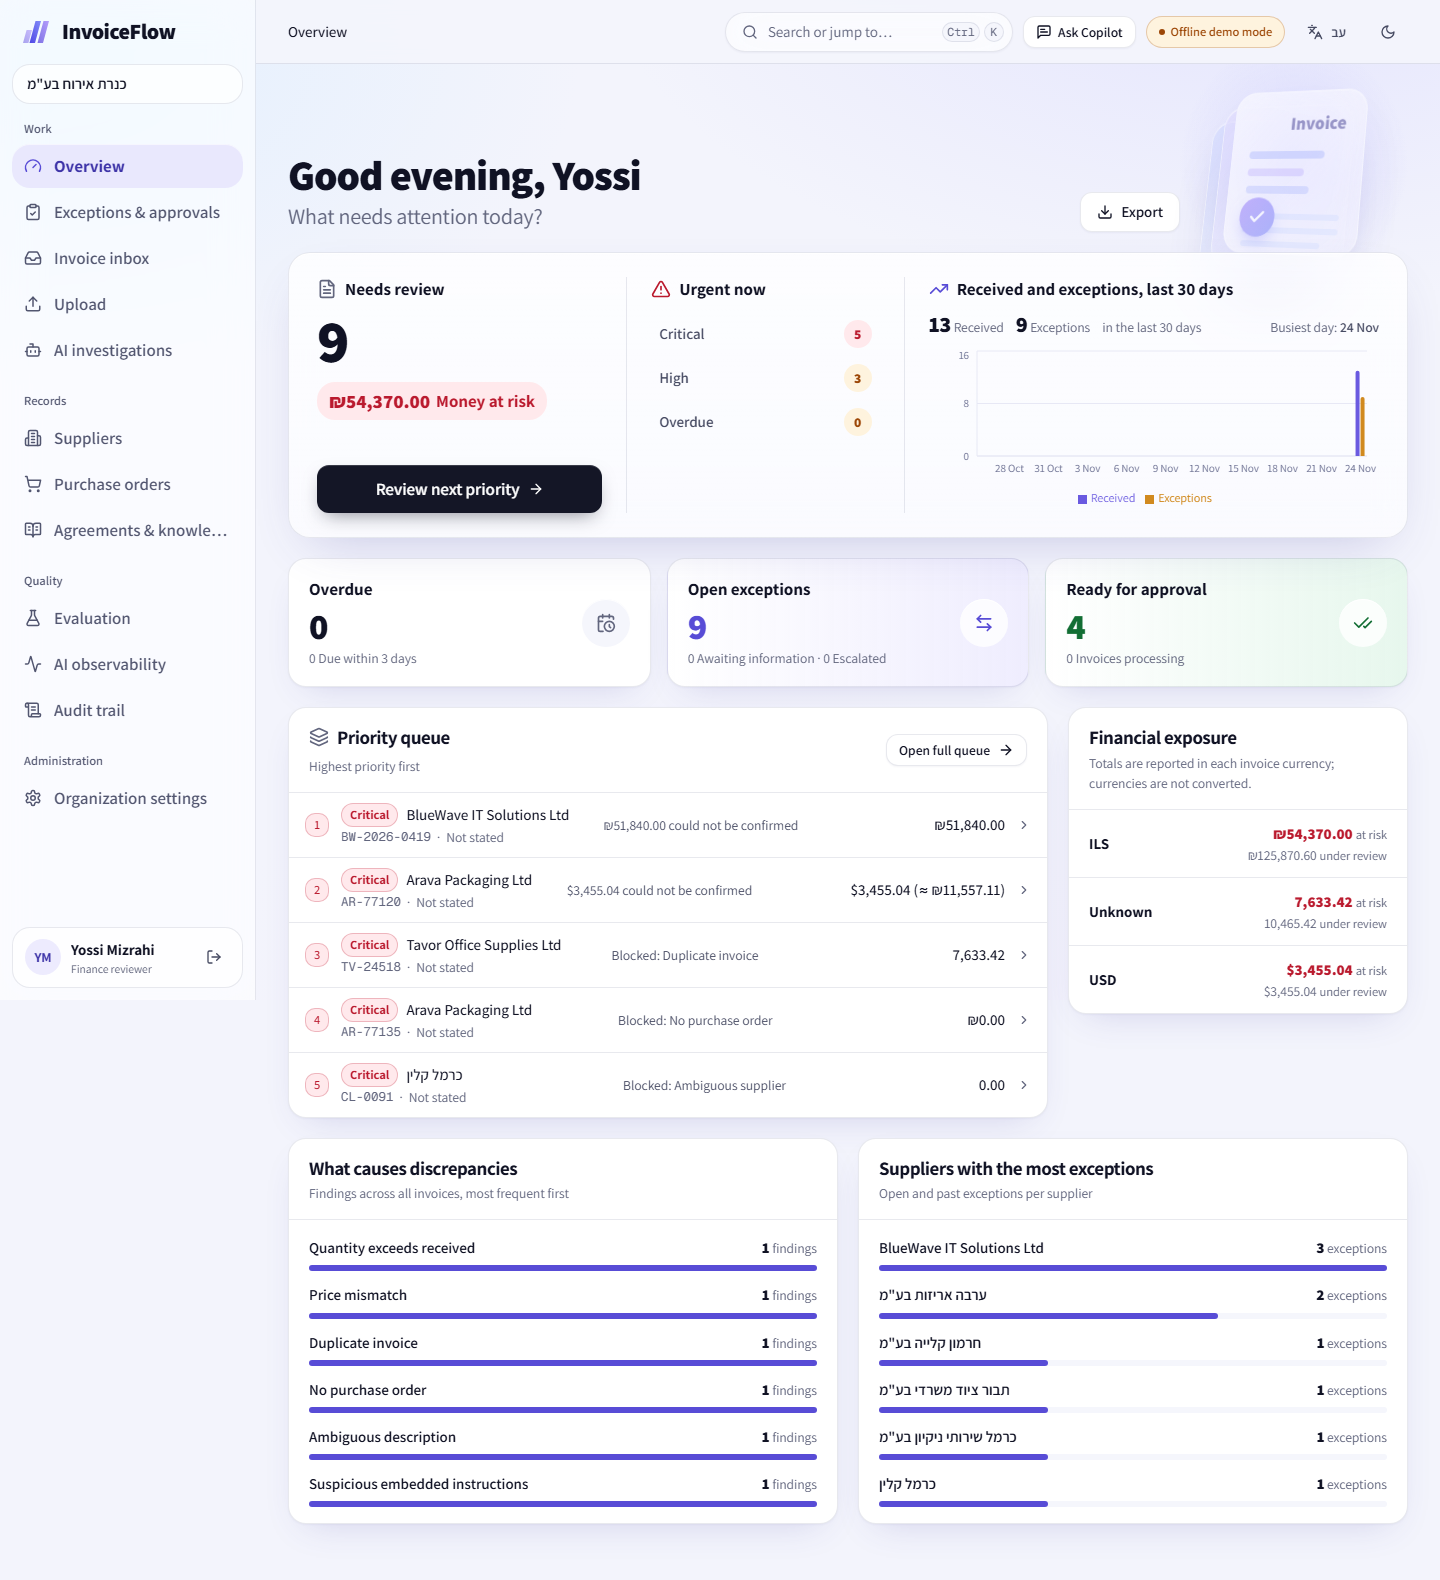 InvoiceFlow
כנרת אירוח בע"מ
Work
Overview
Exceptions & approvals
Invoice inbox
Upload
AI investigations
Records
Suppliers
Purchase orders
Agreements & knowle…
Quality
Evaluation
AI observability
Audit trail
Administration
Organization settings
YM
Yossi Mizrahi
Finance reviewer
Overview
Search or jump to…
Ctrl K
Ask Copilot
Offline demo mode
עב
Invoice
Good evening, Yossi
What needs attention today?
Export
Needs review
9
₪54,370.00 Money at risk
Review next priority
Urgent now
Critical 5
High 3
Overdue 0
Received and exceptions, last 30 days
13 Received 9 Exceptions in the last 30 days Busiest day: 24 Nov
16
8
0
28 Oct 31 Oct 3 Nov 6 Nov 9 Nov 12 Nov 15 Nov 18 Nov 21 Nov 24 Nov
Received Exceptions
Overdue
0
0 Due within 3 days
Open exceptions
9
0 Awaiting information · 0 Escalated
Ready for approval
4
0 Invoices processing
Priority queue
Highest priority first
Open full queue
1 Critical BlueWave IT Solutions Ltd ₪51,840.00 could not be confirmed ₪51,840.00
BW-2026-0419 · Not stated
2 Critical Arava Packaging Ltd $3,455.04 could not be confirmed $3,455.04 (≈ ₪11,557.11)
AR-77120 · Not stated
3 Critical Tavor Office Supplies Ltd Blocked: Duplicate invoice 7,633.42
TV-24518 · Not stated
4 Critical Arava Packaging Ltd Blocked: No purchase order ₪0.00
AR-77135 · Not stated
5 Critical כרמל קלין Blocked: Ambiguous supplier 0.00
CL-0091 · Not stated
Financial exposure
Totals are reported in each invoice currency;
currencies are not converted.
ILS
₪54,370.00 at risk
₪125,870.60 under review
Unknown
7,633.42 at risk
10,465.42 under review
USD
$3,455.04 at risk
$3,455.04 under review
What causes discrepancies
Findings across all invoices, most frequent first
Quantity exceeds received 1 findings
Price mismatch 1 findings
Duplicate invoice 1 findings
No purchase order 1 findings
Ambiguous description 1 findings
Suspicious embedded instructions 1 findings
Suppliers with the most exceptions
Open and past exceptions per supplier
BlueWave IT Solutions Ltd 3 exceptions
ערבה אריזות בע"מ 2 exceptions
חרמון קלייה בע"מ 1 exceptions
תבור ציוד משרדי בע"מ 1 exceptions
כרמל שירותי ניקיון בע"מ 1 exceptions
כרמל קלין 1 exceptions